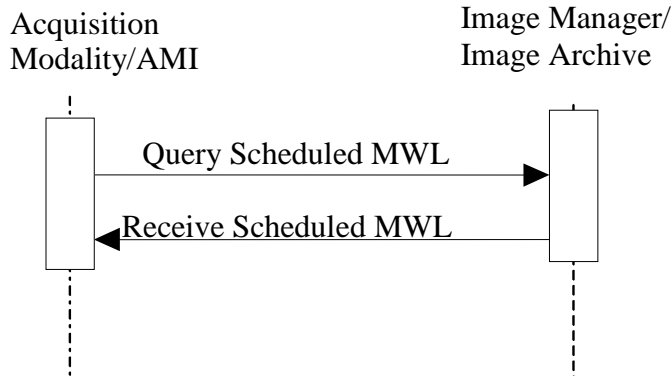 Acquisition
Modality/AMI
Image Manager/
Image Archive
Query Scheduled MWL
Receive Scheduled MWL